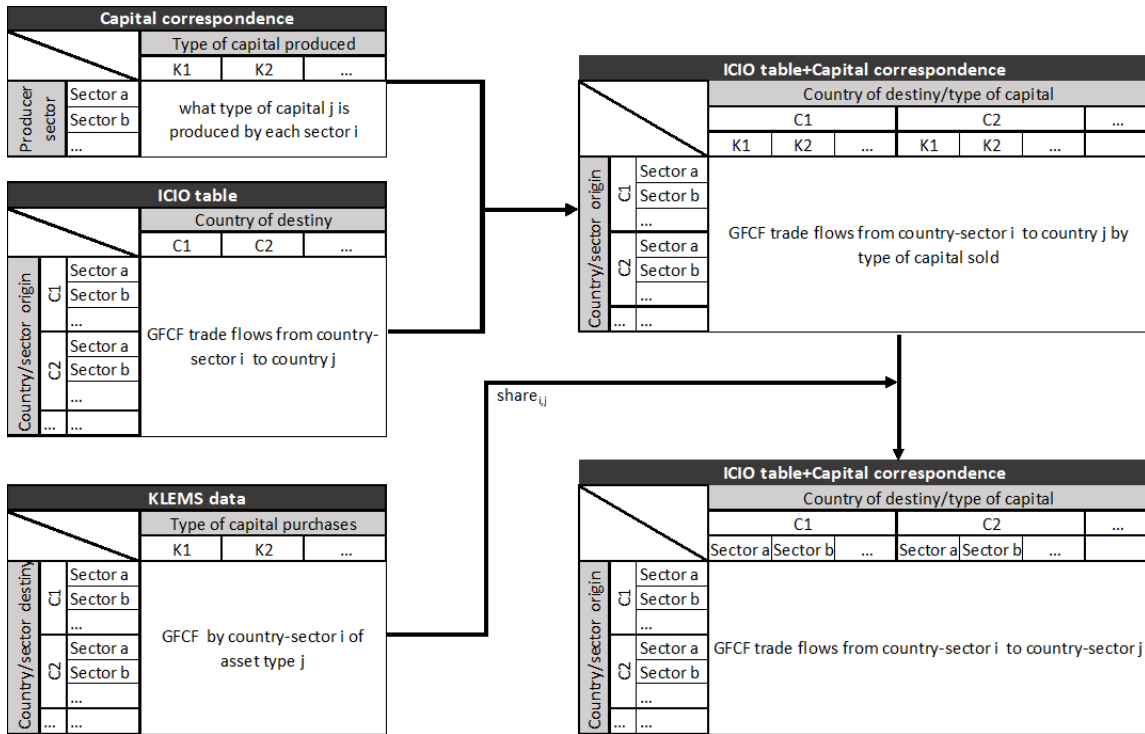 Capital correspondence
Type of capital produced
K1 K2 ...
Producer sector
Sector a
Sector b
...
what type of capital j is
produced by each sector i
ICIO table
Country of destiny
C1 C2 ...
Country/sector origin
C1
Sector a
Sector b
...
C2
Sector a
Sector b
...
... ...
GFCF trade flows from country-
sector i to country j
KLEMS data
Type of capital purchases
K1 K2 ...
Country/sector destiny
C1
Sector a
Sector b
...
C2
Sector a
Sector b
...
... ...
GFCF by country-sector i of
asset type j
share i,j
ICIO table+Capital correspondence
Country of destiny/type of capital
C1 C2 ...
K1 K2 ... K1 K2 ...
Country/sector origin
C1
Sector a
Sector b
...
C2
Sector a
Sector b
...
... ...
GFCF trade flows from country-sector i to country j by
type of capital sold
ICIO table+Capital correspondence
Country of destiny/type of capital
C1 C2 ...
Sector a Sector b ... Sector a Sector b ...
Country/sector origin
C1
Sector a
Sector b
...
C2
Sector a
Sector b
...
... ...
GFCF trade flows from country-sector i to country-sector j